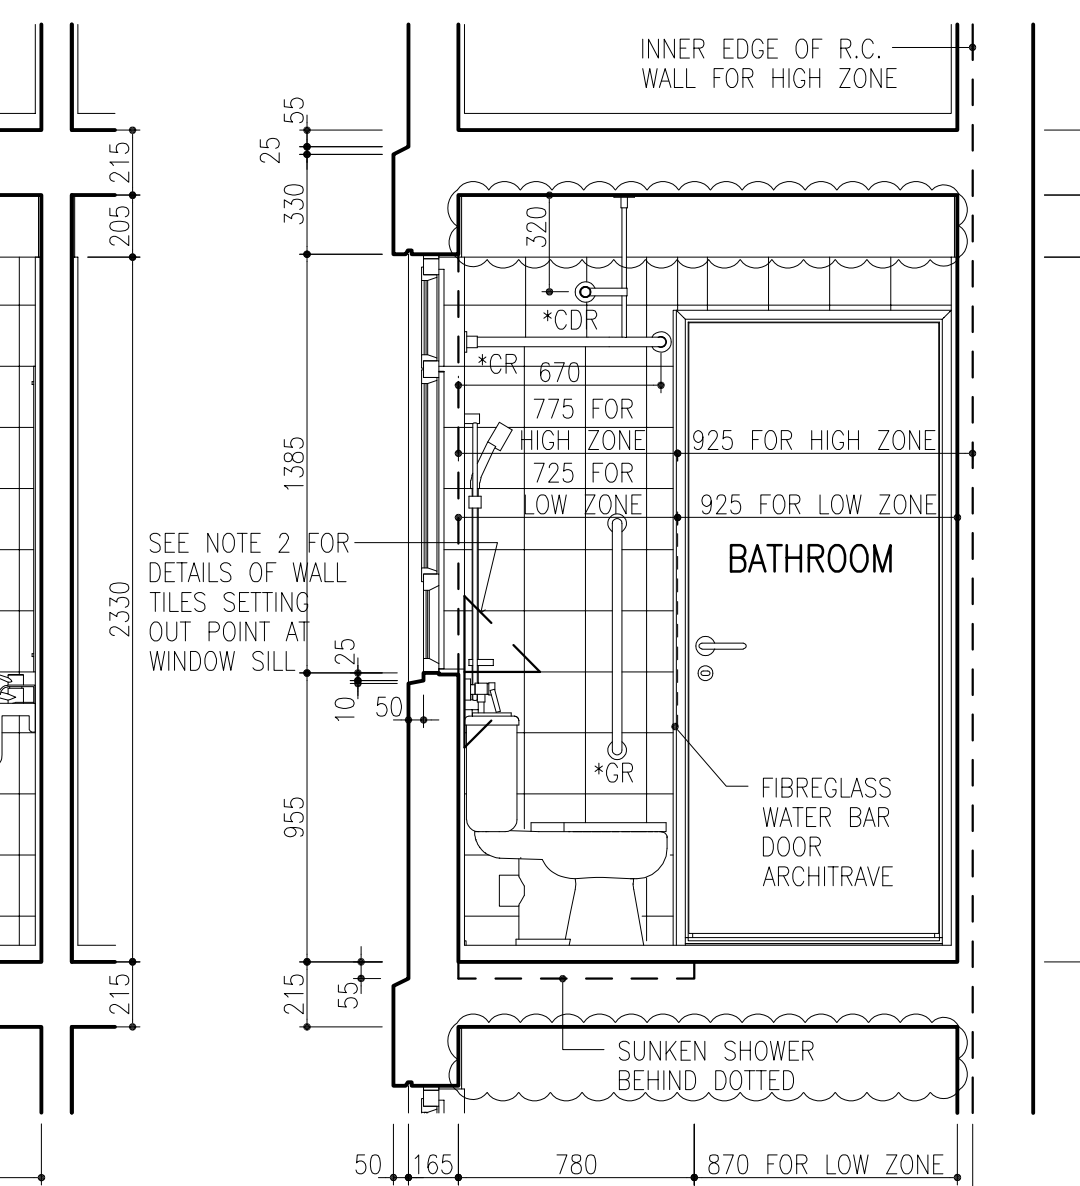 INNER EDGE OF R.C.
WALL FOR HIGH ZONE
55
25
215
330
205
320
*CDR
*CR
670
775 FOR
HIGH ZONE
925 FOR HIGH ZONE
725 FOR
LOW ZONE
925 FOR LOW ZONE
1385
BATHROOM
SEE NOTE 2 FOR
DETAILS OF WALL
TILES SETTING
OUT POINT AT
WINDOW SILL
2330
25
10
50
*GR
FIBREGLASS
WATER BAR
DOOR
ARCHITRAVE
955
215
215
55
SUNKEN SHOWER
BEHIND DOTTED
50
165
780
870 FOR LOW ZONE